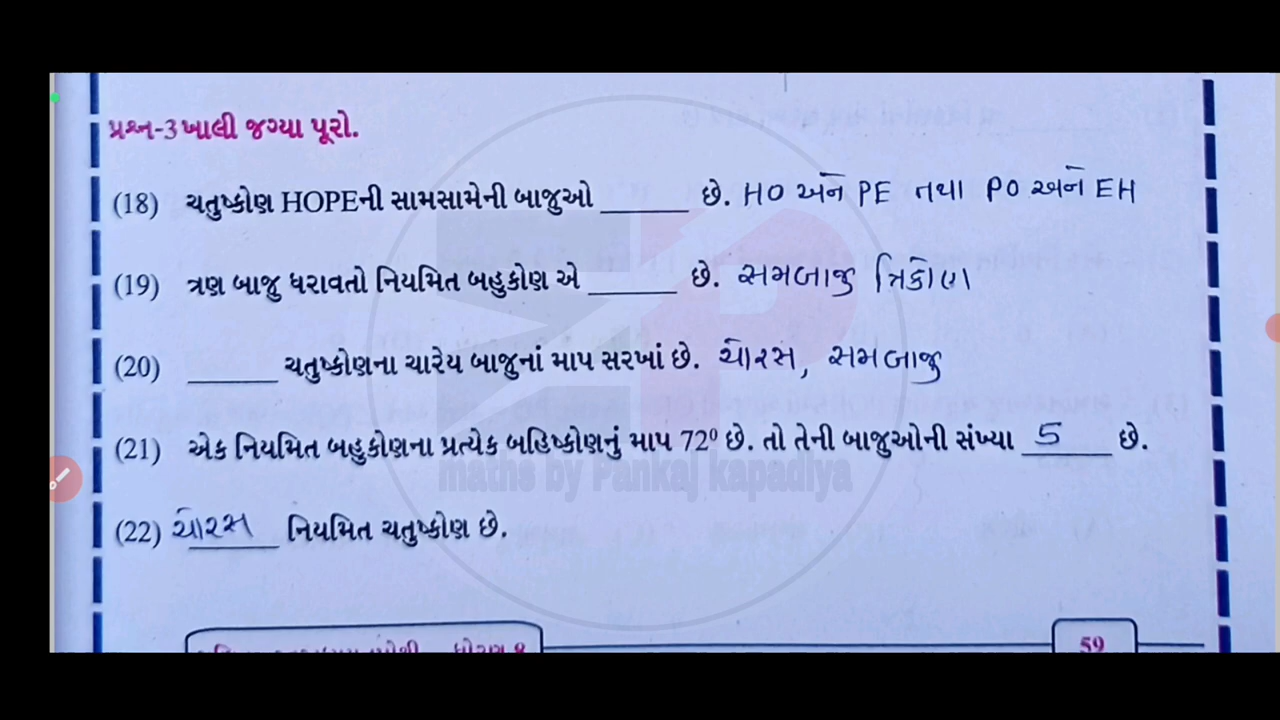 પ્રશ્ન-3 ખાલી જગ્યા પૂરો.
(18) ચતુષ્કોણ HOPEની સામસામેની બાજુઓ ______ છે. HO અને PE તથા PO અને EH
(19) ત્રણ બાજુ ધરાવતો નિયમિત બહુકોણ એ ______ છે. સમબાજુ ત્રિકોણ
(20) ______ ચતુષ્કોણના ચારેય બાજુનાં માપ સરખાં છે. ચોરસ, સમબાજુ
(21) એક નિયમિત બહુકોણના પ્રત્યેક બહિષ્કોણનું માપ 72⁰ છે. તો તેની બાજુઓની સંખ્યા 5 છે.
maths by Pankaj kapadiya
(22) ચોરસ નિયમિત ચતુષ્કોણ છે.
59